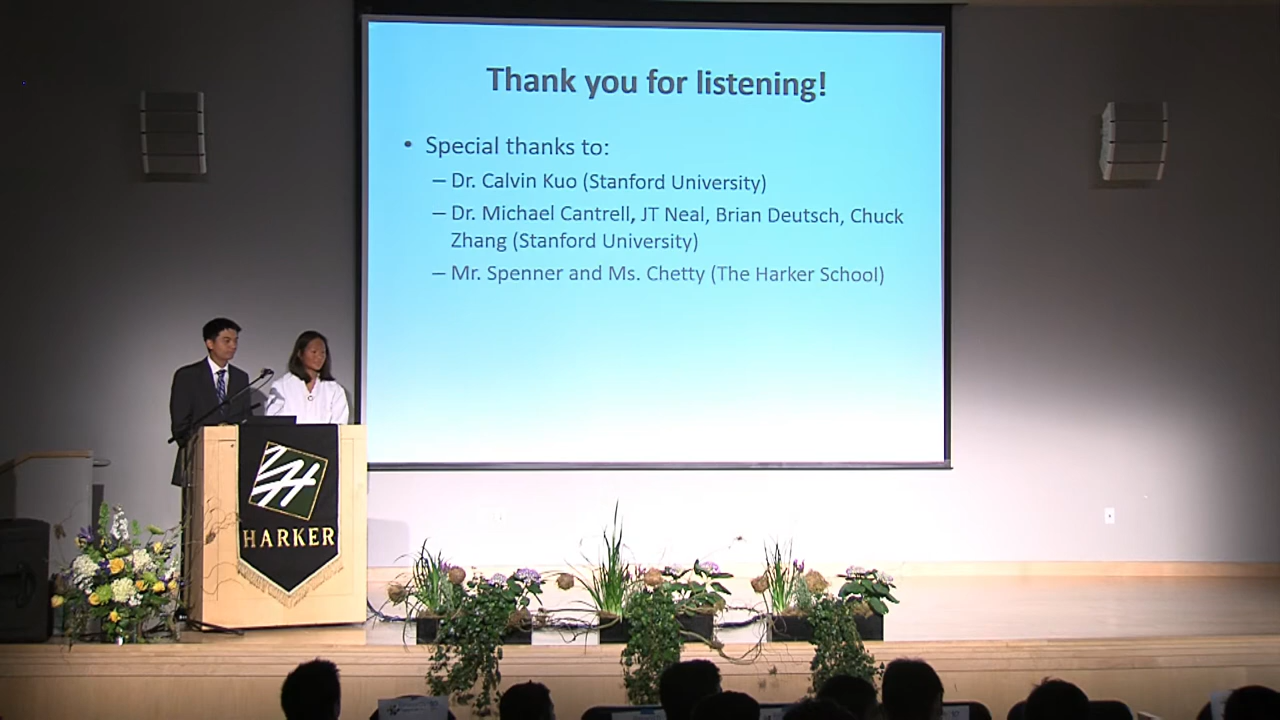 Thank you for listening!
• Special thanks to:
– Dr. Calvin Kuo (Stanford University)
– Dr. Michael Cantrell, JT Neal, Brian Deutsch, Chuck
Zhang (Stanford University)
– Mr. Spenner and Ms. Chetty (The Harker School)
H
HARKER